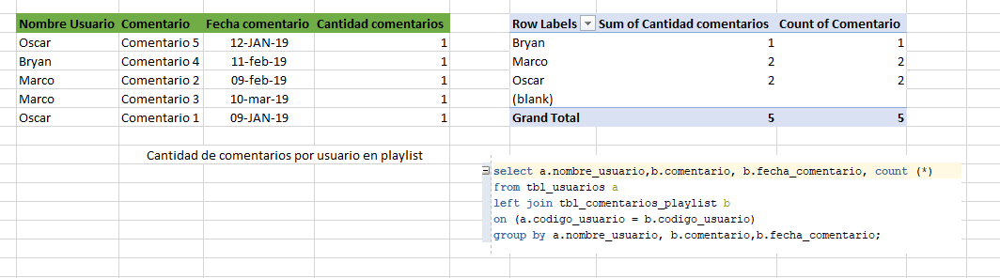 Nombre Usuario Comentario Fecha comentario Cantidad comentarios
Oscar Comentario 5 12-JAN-19 1
Bryan Comentario 4 11-feb-19 1
Marco Comentario 2 09-feb-19 1
Marco Comentario 3 10-mar-19 1
Oscar Comentario 1 09-JAN-19 1
Cantidad de comentarios por usuario en playlist
Row Labels Sum of Cantidad comentarios Count of Comentario
Bryan 1 1
Marco 2 2
Oscar 2 2
(blank)
Grand Total 5 5
select a.nombre_usuario,b.comentario, b.fecha_comentario, count (*)
from tbl_usuarios a
left join tbl_comentarios_playlist b
on (a.codigo_usuario = b.codigo_usuario)
group by a.nombre_usuario, b.comentario,b.fecha_comentario;